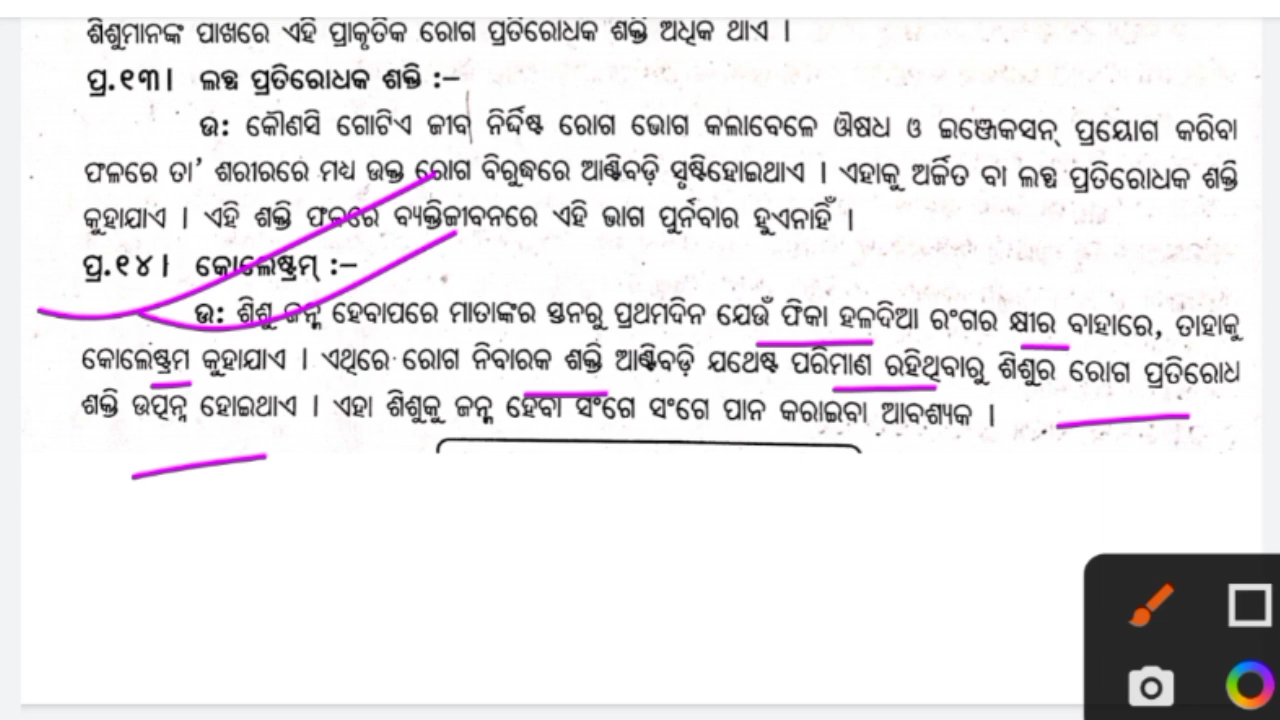 ଶିଶୁମାନଙ୍କ ପାଖରେ ଏହି ପ୍ରାକୃତିକ ରୋଗ ପ୍ରତିରୋଧକ ଶକ୍ତି ଅଧିକ ଥାଏ ।
ପ୍ର.୧୩। ଲବ୍ଧ ପ୍ରତିରୋଧକ ଶକ୍ତି :–
ଉ: କୌଣସି ଗୋଟିଏ ଜୀବ ନିର୍ଦ୍ଦିଷ୍ଟ ରୋଗ ଭୋଗ କଲାବେଳେ ଔଷଧ ଓ ଇଞ୍ଜେକସନ୍ ପ୍ରୟୋଗ କରିବା
ଫଳରେ ତା’ ଶରୀରରେ ମଧ୍ୟ ଉକ୍ତ ରୋଗ ବିରୁଦ୍ଧରେ ଆଣ୍ଟିବଡ଼ି ସୃଷ୍ଟିହୋଇଥାଏ । ଏହାକୁ ଅର୍ଜିତ ବା ଲବ୍ଧ ପ୍ରତିରୋଧକ ଶକ୍ତି
କୁହାଯାଏ । ଏହି ଶକ୍ତି ଫଳରେ ବ୍ୟକ୍ତିଜୀବନରେ ଏହି ଭାଗ ପୁର୍ନବାର ହୁଏନାହିଁ ।
ପ୍ର.୧୪। କୋଲେଷ୍ଟ୍ରମ୍ :–
ଉ: ଶିଶୁ ଜନ୍ମ ହେବାପରେ ମାତାଙ୍କର ସ୍ତନରୁ ପ୍ରଥମଦିନ ଯେଉଁ ଫିକା ହଳଦିଆ ରଂଗର କ୍ଷୀର ବାହାରେ, ତାହାକୁ
କୋଲେଷ୍ଟ୍ରମ କୁହାଯାଏ । ଏଥିରେ ରୋଗ ନିବାରକ ଶକ୍ତି ଆଣ୍ଟିବଡ଼ି ଯଥେଷ୍ଟ ପରିମାଣ ରହିଥିବାରୁ ଶିଶୁର ରୋଗ ପ୍ରତିରୋଧ
ଶକ୍ତି ଉତ୍ପନ୍ନ ହୋଇଥାଏ । ଏହା ଶିଶୁକୁ ଜନ୍ମ ହେବା ସଂଗେ ସଂଗେ ପାନ କରାଇବା ଆବଶ୍ୟକ ।